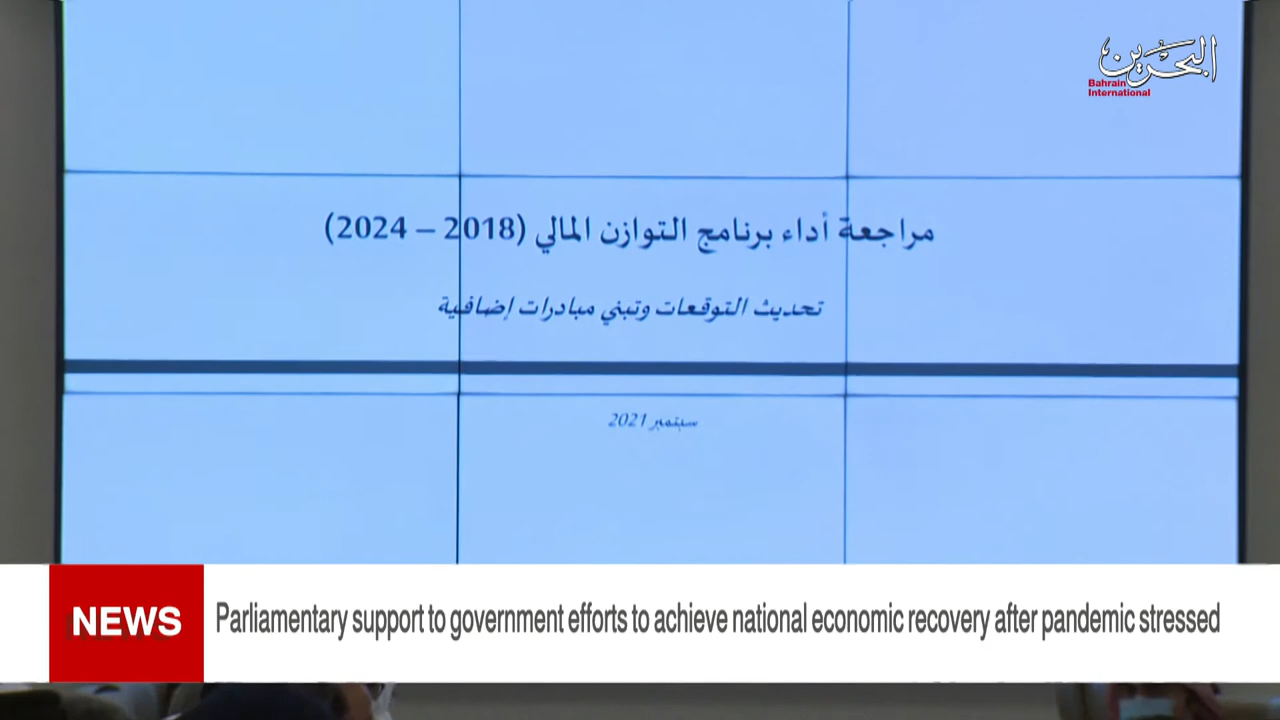 البحرين
Bahrain
International
مراجعة أداء برنامج التوازن المالي (2018 – 2024)
تحديث التوقعات وتبني مبادرات إضافية
سبتمبر 2021
NEWS
Parliamentary support to government efforts to achieve national economic recovery after pandemic stressed